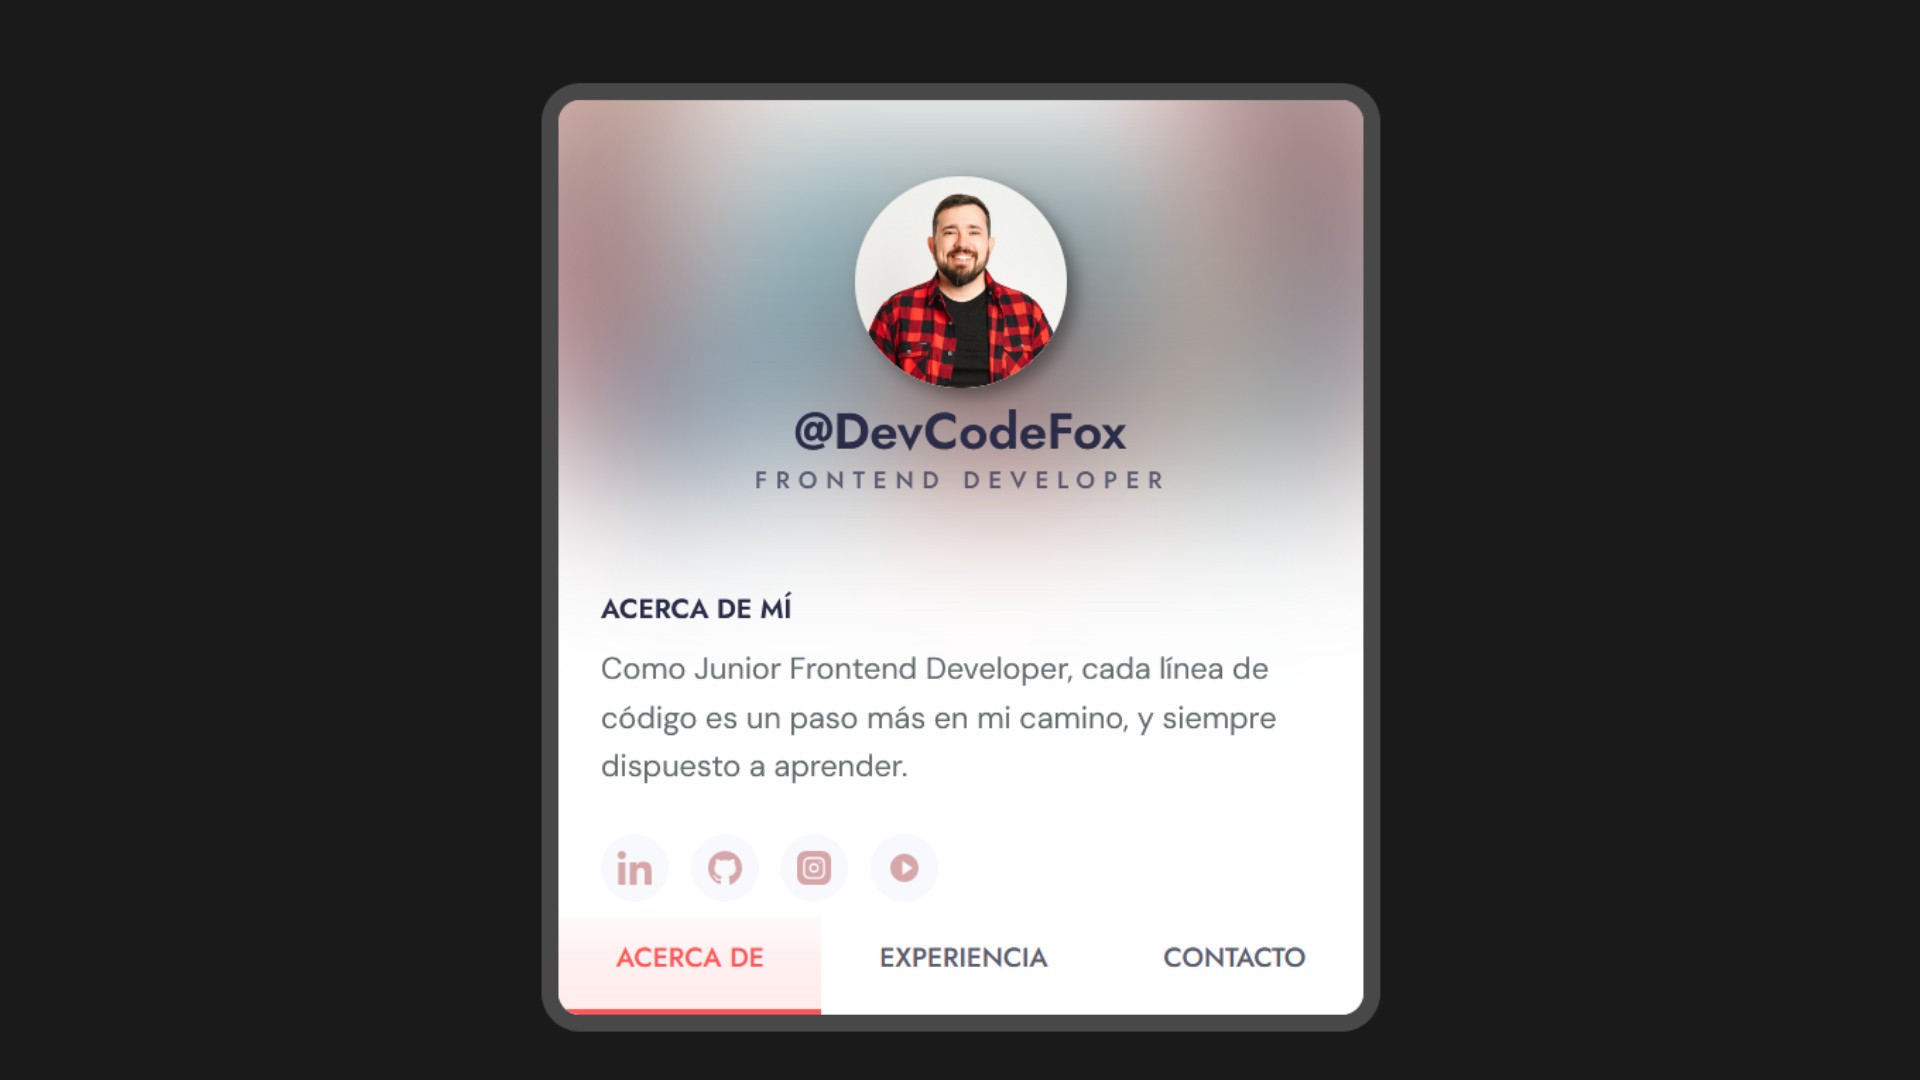 @DevCodeFox
FRONTEND DEVELOPER
ACERCA DE MÍ
Como Junior Frontend Developer, cada línea de
código es un paso más en mi camino, y siempre
dispuesto a aprender.
in
ACERCA DE
EXPERIENCIA
CONTACTO